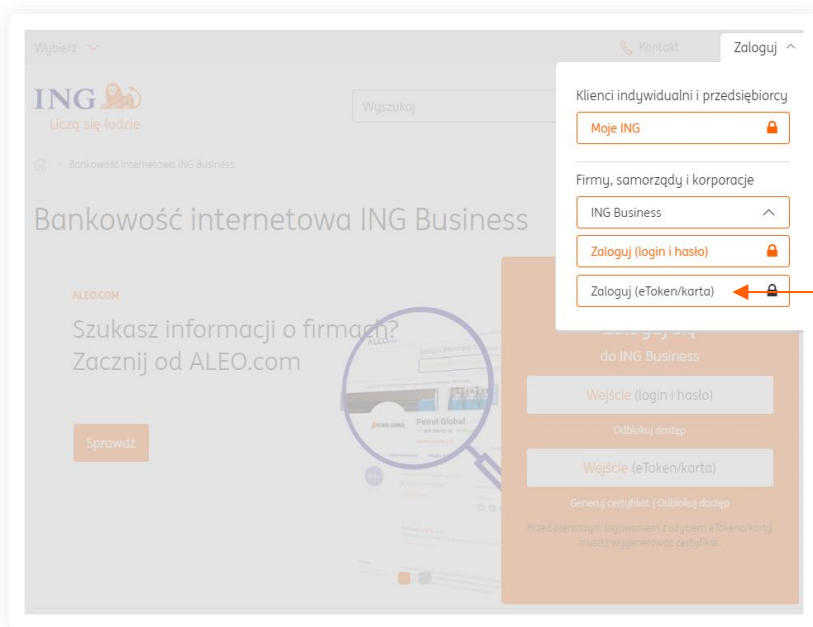 Wybierz
Kontakt
Zaloguj
ING
Liczą się ludzie
Wyszukaj
Klienci indywidualni i przedsiębiorcy
Moje ING
Bankowość internetowa ING Business
Firmy, samorządy i korporacje
ING Business
Zaloguj (login i hasło)
Zaloguj (eToken/karta)
Bankowość internetowa ING Business
ALEO.COM
Szukasz informacji o firmach?
Zacznij od ALEO.com
Sprawdź
ALEO
Petrol Global
do ING Business
Wejście (login i hasło)
Odblokuj dostęp
Wejście (eToken/karta)
Generuj certyfikat | Odblokuj dostęp
Przed pierwszym logowaniem z użyciem eTokena/karty
musisz wygenerować certyfikat.